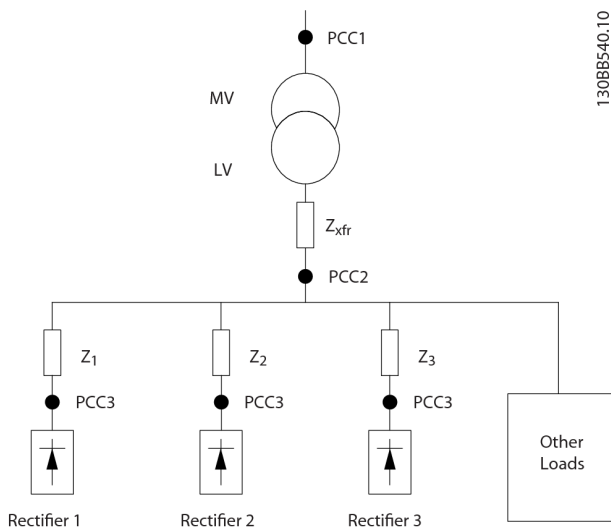 130BB540.10
PCC1
MV
LV
Zxfr
PCC2
Z1
Z2
Z3
PCC3
PCC3
PCC3
Other
Loads
Rectifier 1
Rectifier 2
Rectifier 3